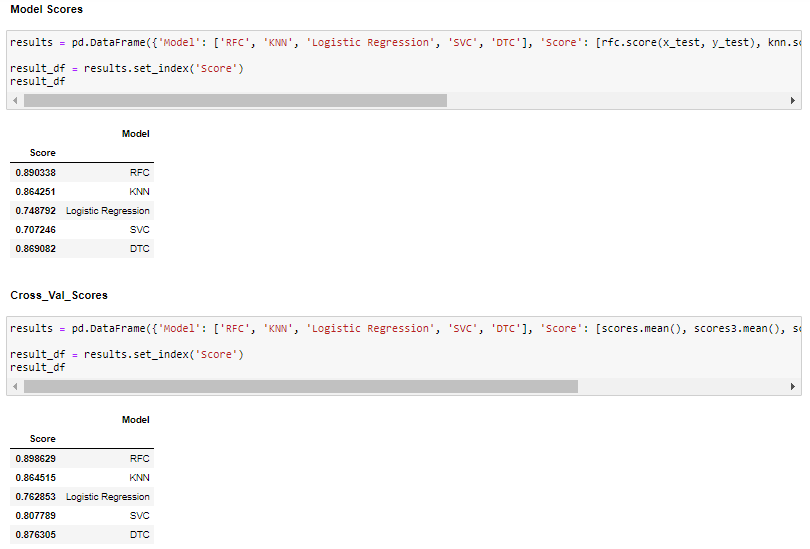 Model Scores
results = pd.DataFrame({'Model': ['RFC', 'KNN', 'Logistic Regression', 'SVC', 'DTC'], 'Score': [rfc.score(x_test, y_test), knn.sc
result_df = results.set_index('Score')
result_df
Model
Score
0.890338 RFC
0.864251 KNN
0.748792 Logistic Regression
0.707246 SVC
0.869082 DTC
Cross_Val_Scores
results = pd.DataFrame({'Model': ['RFC', 'KNN', 'Logistic Regression', 'SVC', 'DTC'], 'Score': [scores.mean(), scores3.mean(), sc
result_df = results.set_index('Score')
result_df
Model
Score
0.898629 RFC
0.864515 KNN
0.762853 Logistic Regression
0.807789 SVC
0.876305 DTC